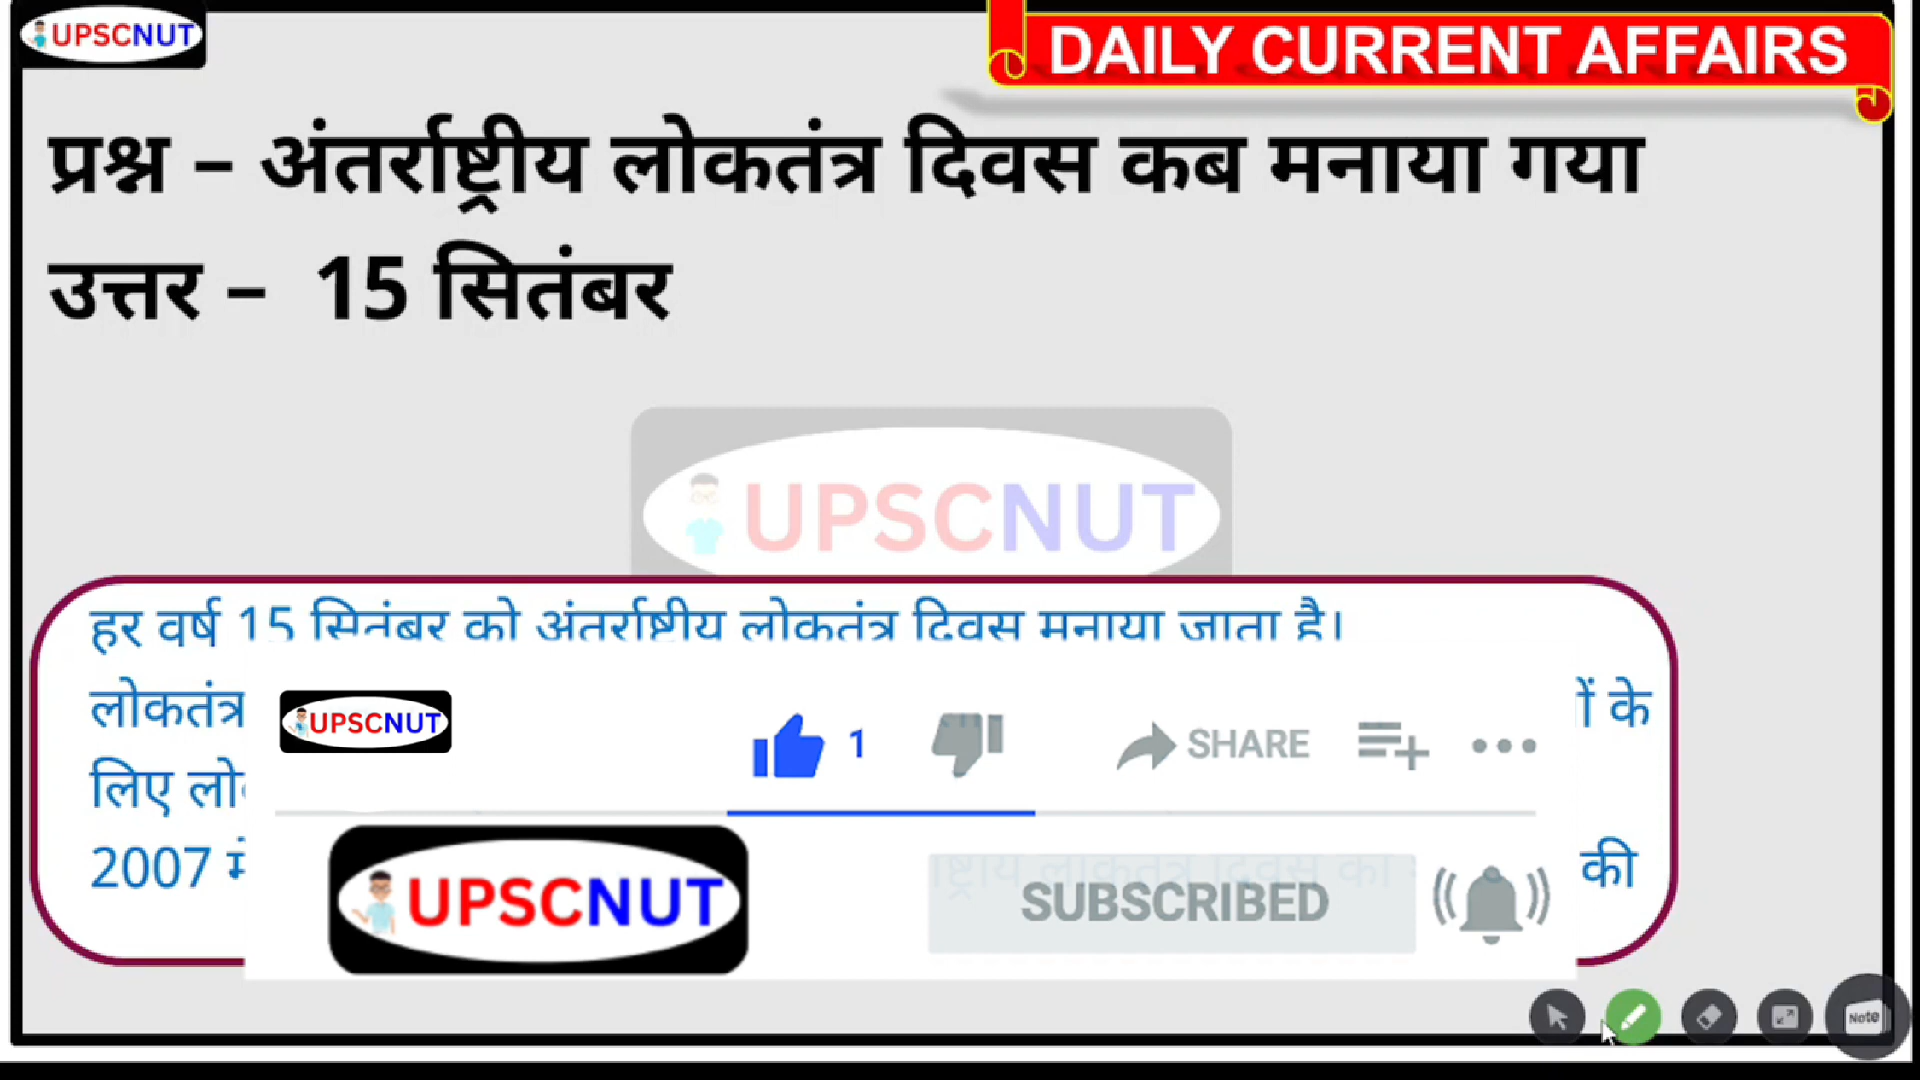 UPSCNUT
DAILY CURRENT AFFAIRS
प्रश्न – अंतर्राष्ट्रीय लोकतंत्र दिवस कब मनाया गया
उत्तर – 15 सितंबर
UPSCNUT
हर वर्ष 15 सितंबर को अंतर्राष्ट्रीय लोकतंत्र दिवस मनाया जाता है।
लोकतंत्र के
UPSCNUT 1 SHARE
लिए
2007 की
UPSCNUT SUBSCRIBED
Note